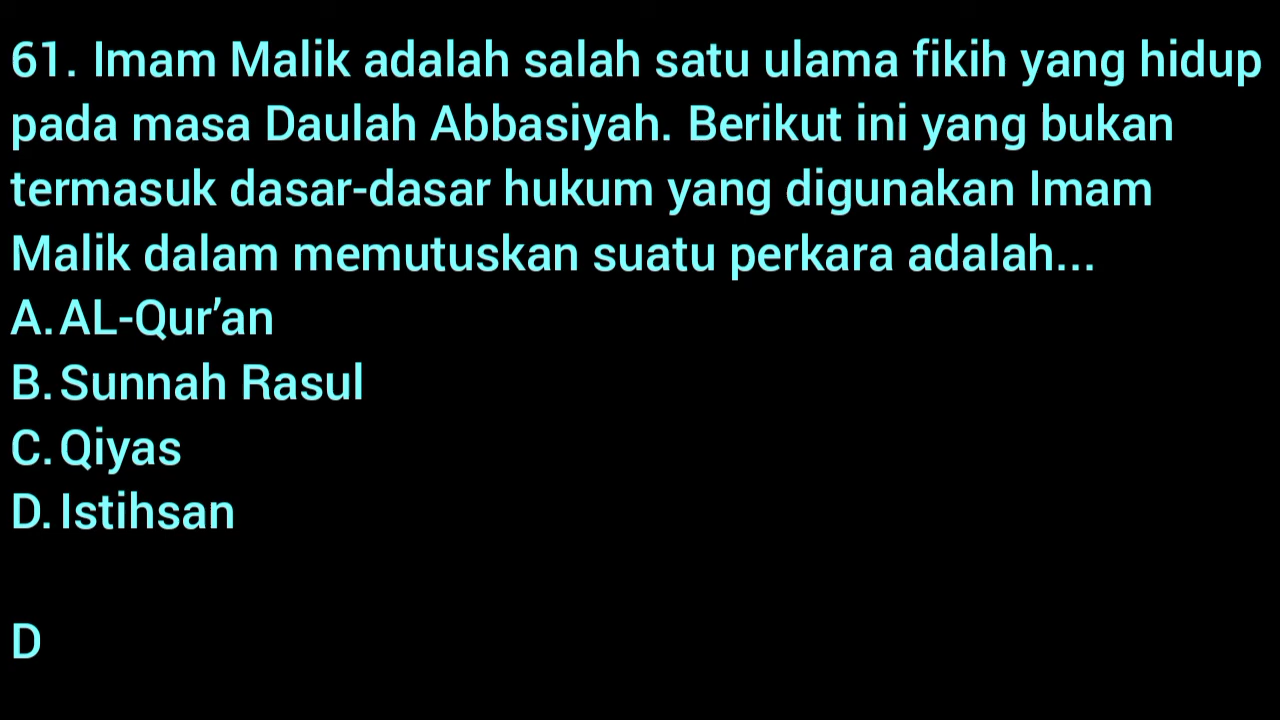 61. Imam Malik adalah salah satu ulama fikih yang hidup
pada masa Daulah Abbasiyah. Berikut ini yang bukan
termasuk dasar-dasar hukum yang digunakan Imam
Malik dalam memutuskan suatu perkara adalah...
A. AL-Qur’an
B. Sunnah Rasul
C. Qiyas
D. Istihsan
D